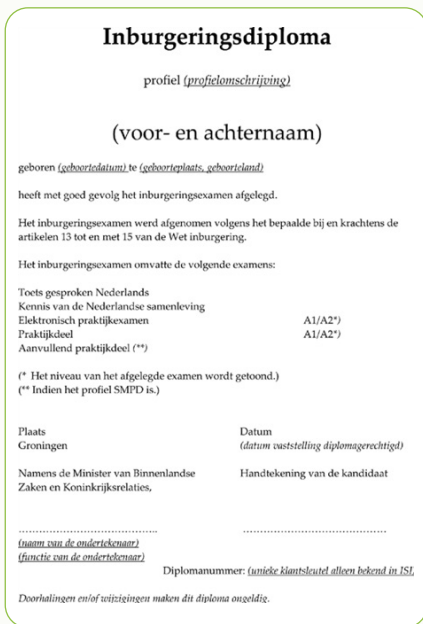 Inburgeringsdiploma
profiel (profielomschrijving)
(voor- en achternaam)
geboren (geboortedatum) te (geboorteplaats, geboorteland)
heeft met goed gevolg het inburgeringsexamen afgelegd.
Het inburgeringsexamen werd afgenomen volgens het bepaalde bij en krachtens de
artikelen 13 tot en met 15 van de Wet inburgering.
Het inburgeringsexamen omvatte de volgende examens:
Toets gesproken Nederlands
Kennis van de Nederlandse samenleving
Elektronisch praktijkexamen A1/A2*)
Praktijkdeel A1/A2*)
Aanvullend praktijkdeel (**)
(* Het niveau van het afgelegde examen wordt getoond.)
(** Indien het profiel SMPD is.)
Plaats Datum
Groningen (datum vaststelling diplomagerechtigd)
Namens de Minister van Binnenlandse Handtekening van de kandidaat
Zaken en Koninkrijksrelaties,
(naam van de ondertekenaar)
(functie van de ondertekenaar)
Diplomanummer: (unieke klantsleutel alleen bekend in ISI,
Doorhalingen en/of wijzigingen maken dit diploma ongeldig.